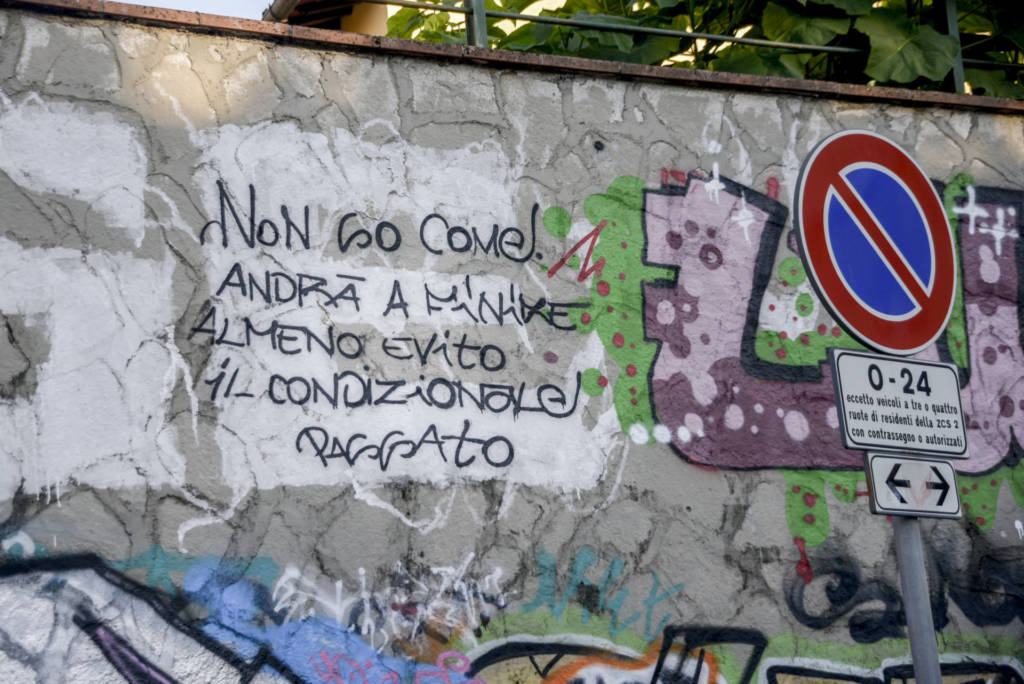 NON SO COME!
ANDRÀ A FINIRE
ALMENO EVITO
IL CONDIZIONALE
PASSATO
0-24
eccetto veicoli a tre o quattro
ruote di residenti della ZCS 2
con contrassegno o autorizzati